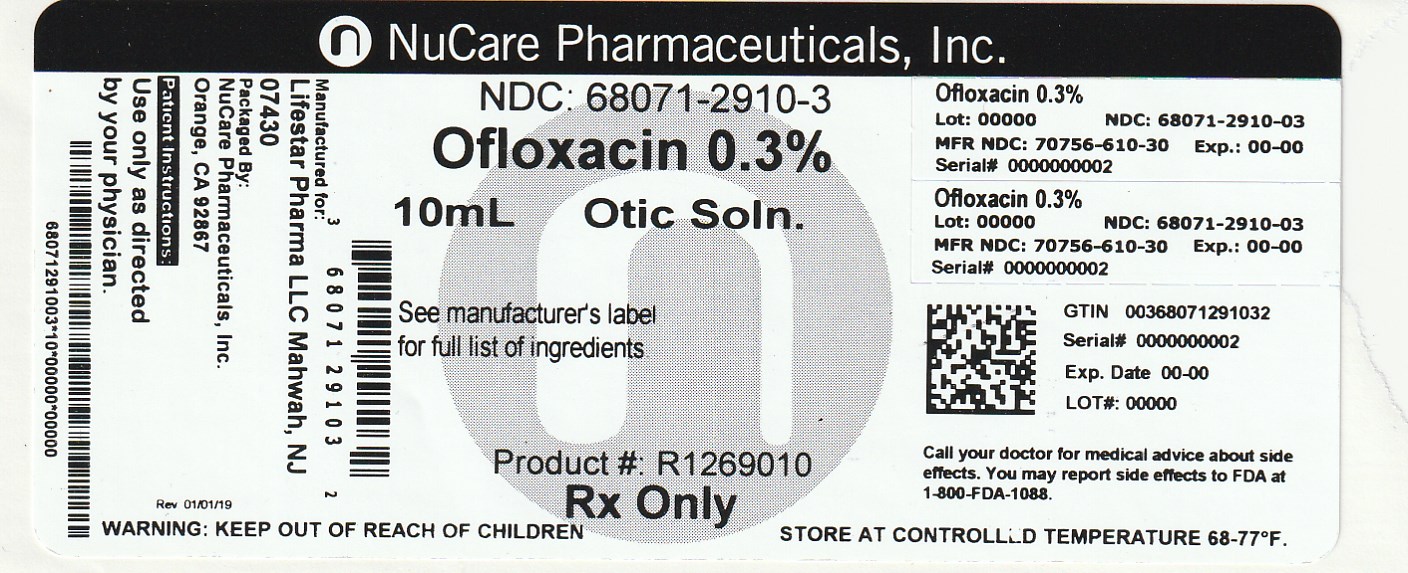 n NuCare Pharmaceuticals, Inc.
NDC: 68071-2910-3
Ofloxacin 0.3%
10mL Otic Soln.
See manufacturer's label
for full list of ingredients
Product #: R1269010
Rx Only
Manufactured for:
Lifestar Pharma LLC Mahwah, NJ
07430
Packaged By:
NuCare Pharmaceuticals, Inc.
Orange, CA 92867
Patient Instructions:
Use only as directed
by your physician.
68071291003*10*00000*00000
3 68071 29103 2
Rev 01/01/19
WARNING: KEEP OUT OF REACH OF CHILDREN
Ofloxacin 0.3%
Lot: 00000 NDC: 68071-2910-03
MFR NDC: 70756-610-30 Exp.: 00-00
Serial# 0000000002
Ofloxacin 0.3%
Lot: 00000 NDC: 68071-2910-03
MFR NDC: 70756-610-30 Exp.: 00-00
Serial# 0000000002
GTIN 00368071291032
Serial# 0000000002
Exp. Date 00-00
LOT#: 00000
Call your doctor for medical advice about side
effects. You may report side effects to FDA at
1-800-FDA-1088.
STORE AT CONTROLLED TEMPERATURE 68-77°F.